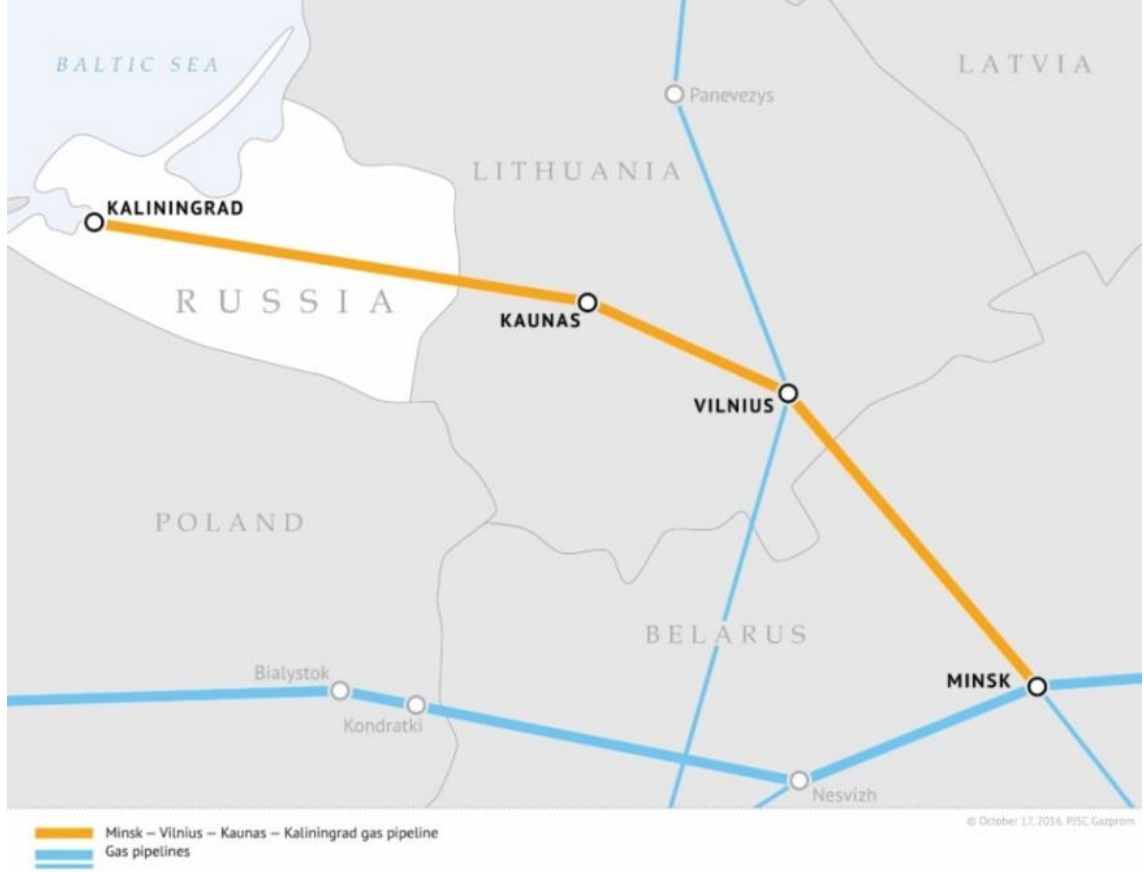 BALTIC SEA
LATVIA
Panevezys
LITHUANIA
KALININGRAD
RUSSIA
KAUNAS
VILNIUS
POLAND
BELARUS
Bialystok
MINSK
Kondratki
Nesvizh
© October 17, 2016. PJSC Gazprom
Minsk – Vilnius – Kaunas – Kaliningrad gas pipeline
Gas pipelines